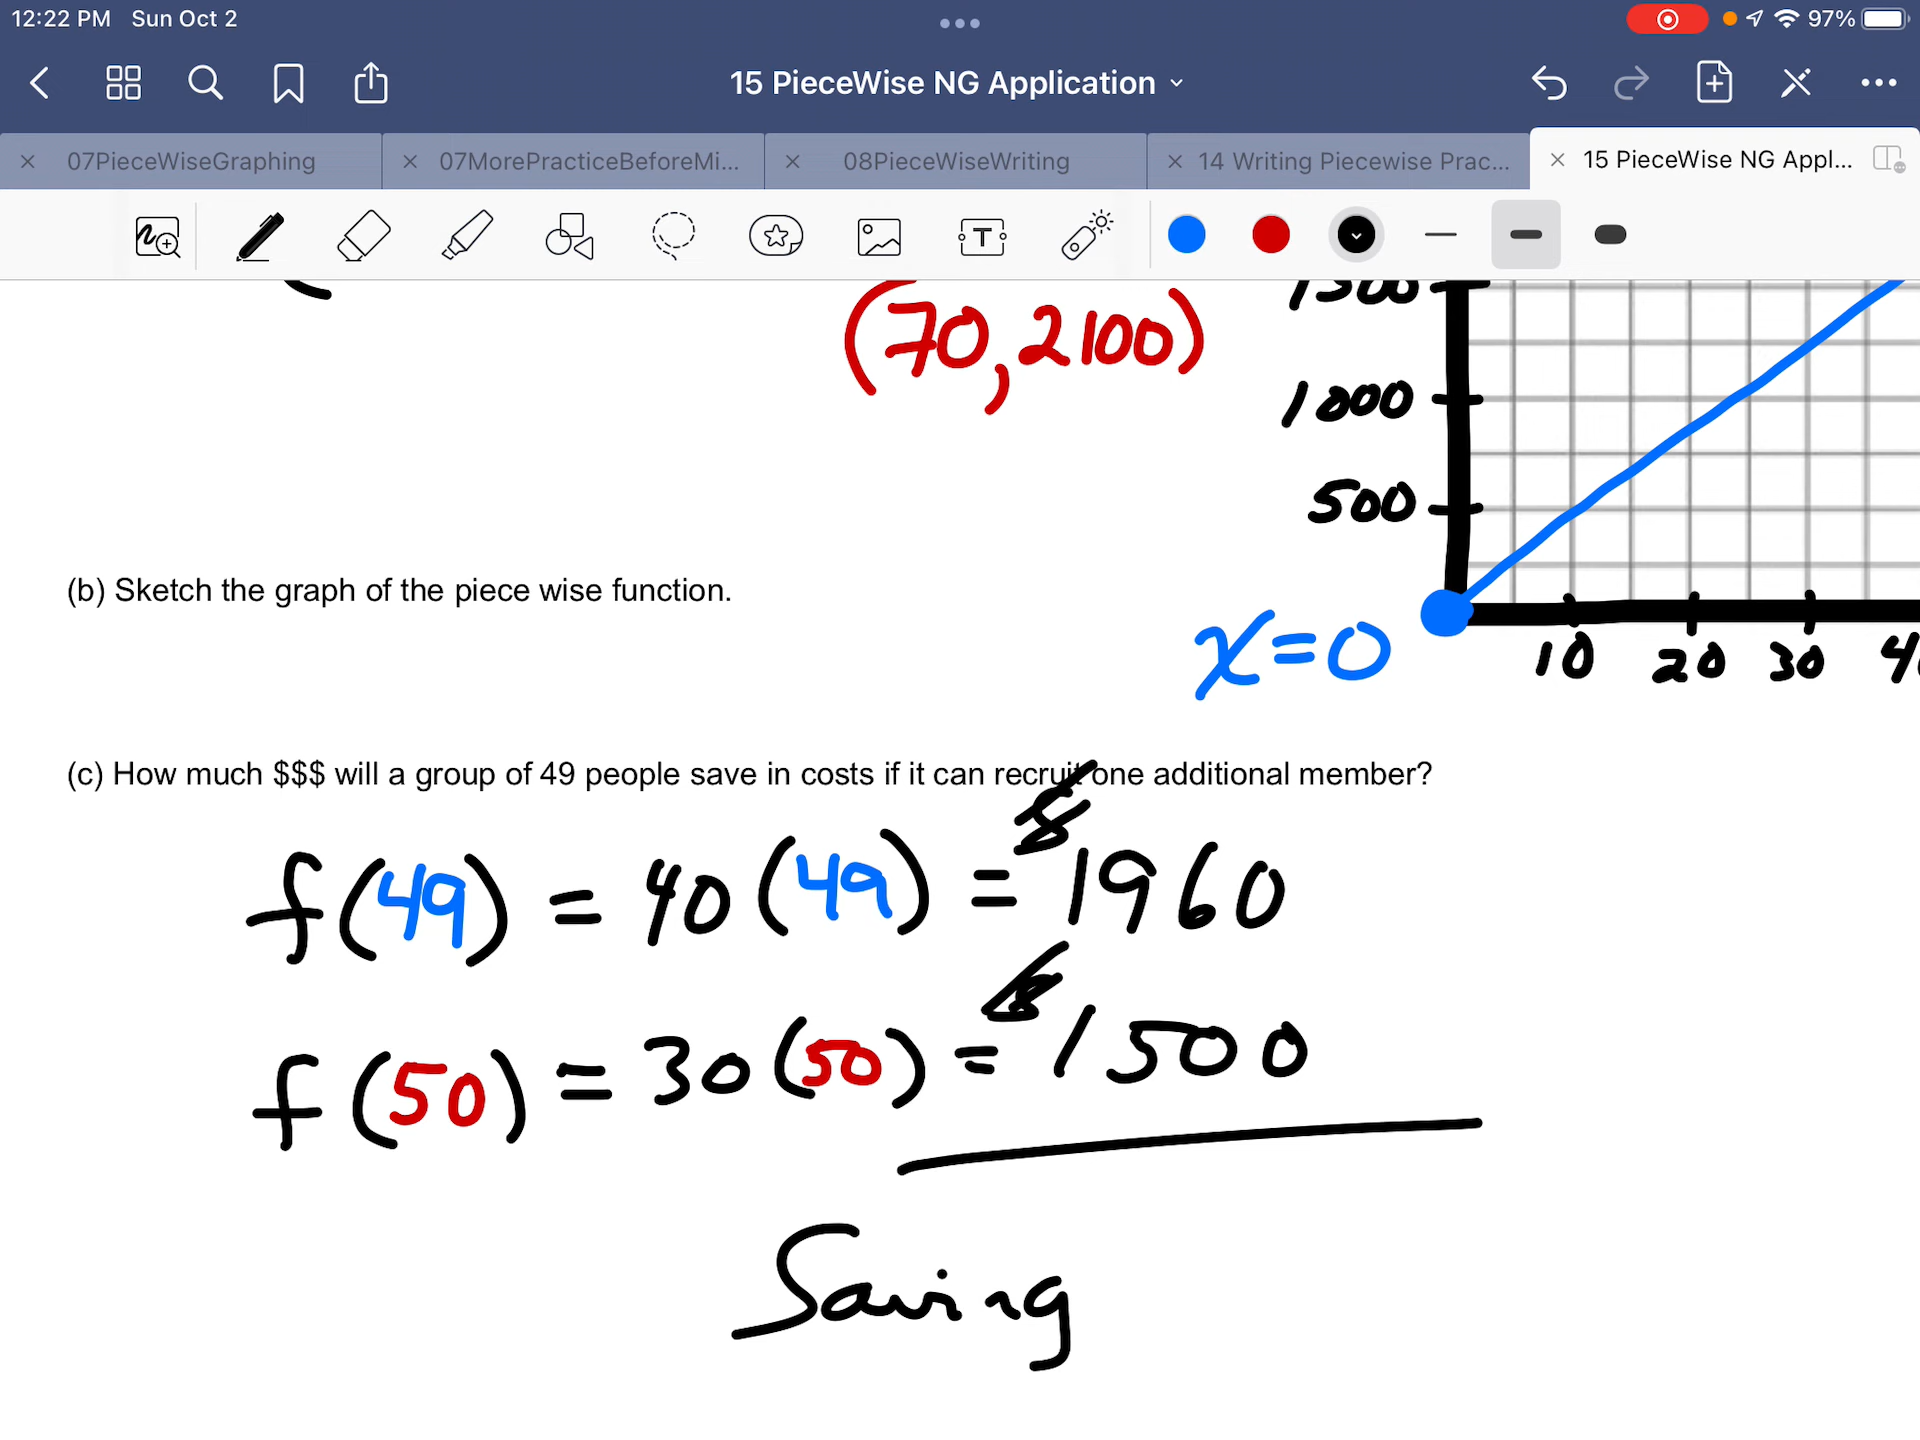 12:22 PM Sun Oct 2
97%
15 PieceWise NG Application
07PieceWiseGraphing
07MorePracticeBeforeMi...
08PieceWiseWriting
14 Writing Piecewise Prac...
15 PieceWise NG Appl...
T
(70,2100)
1500
1000
500
(b) Sketch the graph of the piece wise function.
x=0
10 20 30
(c) How much $$$ will a group of 49 people save in costs if it can recruit one additional member?
f(49) = 40(49) = $1960
f(50) = 30(50) = $1500
Saving